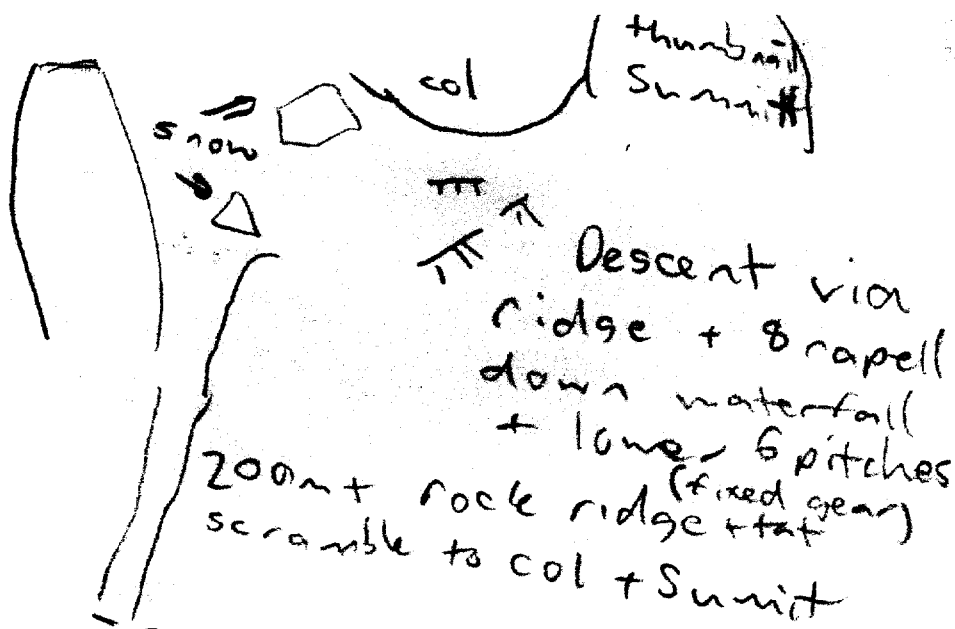 thumbnail
Summit
col
snow
Descent via
ridge + 8 rapell
down waterfall
+ lower 6 pitches
(fixed gear)
200m+ rock ridge + tat
scramble to col + Summit